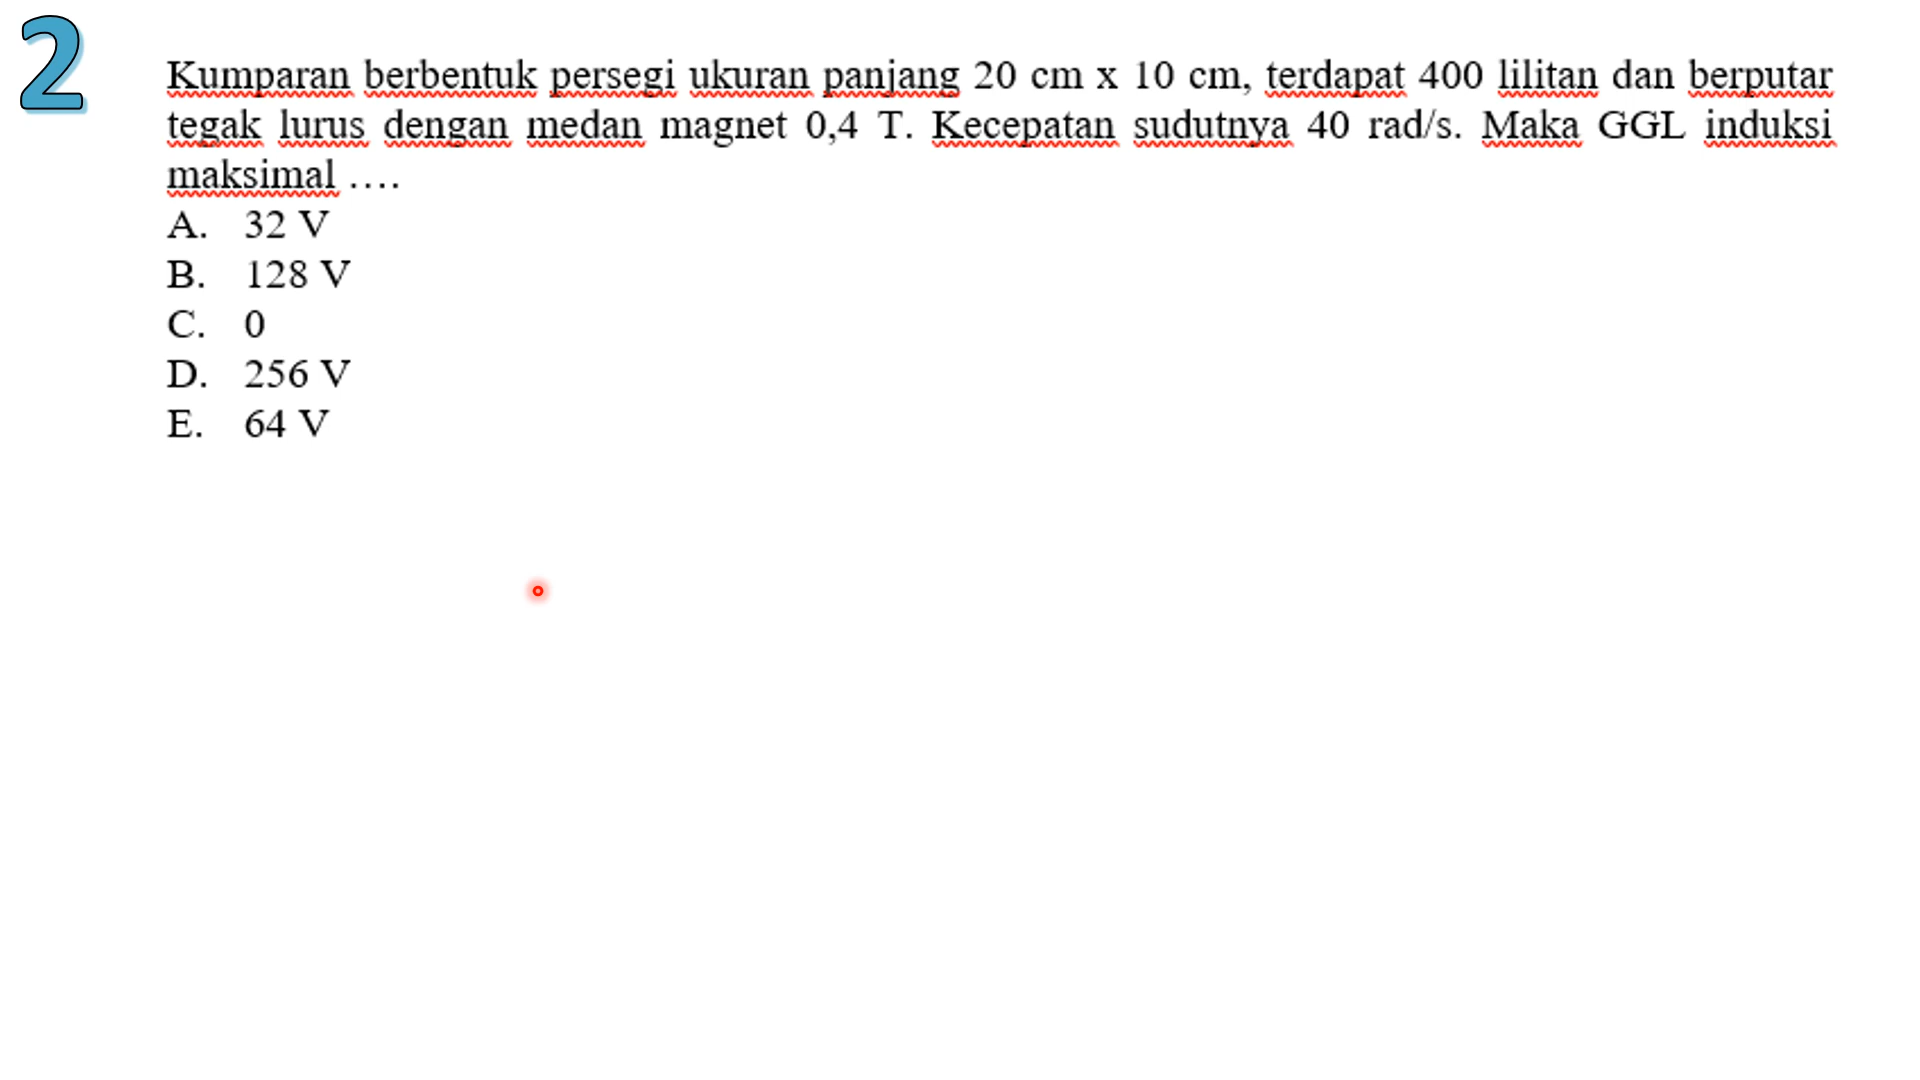 2
Kumparan berbentuk persegi ukuran panjang 20 cm x 10 cm, terdapat 400 lilitan dan berputar
tegak lurus dengan medan magnet 0,4 T. Kecepatan sudutnya 40 rad/s. Maka GGL induksi
maksimal ....
A. 32 V
B. 128 V
C. 0
D. 256 V
E. 64 V